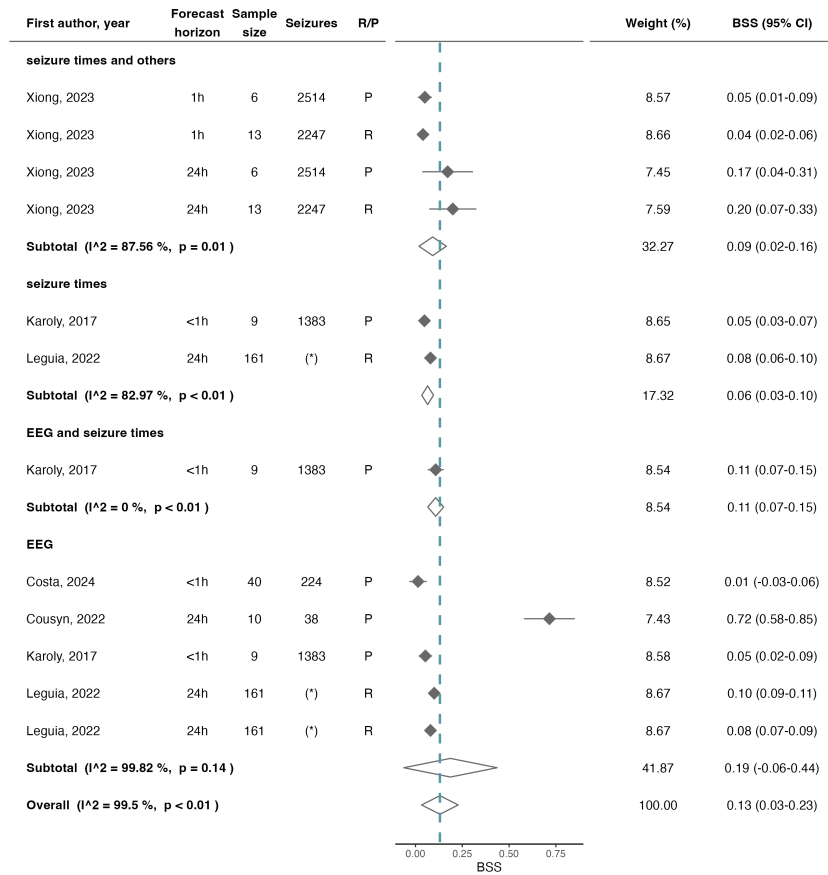 First author, year Forecast horizon Sample size Seizures R/P Weight (%) BSS (95% CI)
seizure times and others
Xiong, 2023 1h 6 2514 P 8.57 0.05 (0.01-0.09)
Xiong, 2023 1h 13 2247 R 8.66 0.04 (0.02-0.06)
Xiong, 2023 24h 6 2514 P 7.45 0.17 (0.04-0.31)
Xiong, 2023 24h 13 2247 R 7.59 0.20 (0.07-0.33)
Subtotal (I^2 = 87.56 %, p = 0.01 ) 32.27 0.09 (0.02-0.16)
seizure times
Karoly, 2017 <1h 9 1383 P 8.65 0.05 (0.03-0.07)
Leguia, 2022 24h 161 (*) R 8.67 0.08 (0.06-0.10)
Subtotal (I^2 = 82.97 %, p < 0.01 ) 17.32 0.06 (0.03-0.10)
EEG and seizure times
Karoly, 2017 <1h 9 1383 P 8.54 0.11 (0.07-0.15)
Subtotal (I^2 = 0 %, p < 0.01 ) 8.54 0.11 (0.07-0.15)
EEG
Costa, 2024 <1h 40 224 P 8.52 0.01 (-0.03-0.06)
Cousyn, 2022 24h 10 38 P 7.43 0.72 (0.58-0.85)
Karoly, 2017 <1h 9 1383 P 8.58 0.05 (0.02-0.09)
Leguia, 2022 24h 161 (*) R 8.67 0.10 (0.09-0.11)
Leguia, 2022 24h 161 (*) R 8.67 0.08 (0.07-0.09)
Subtotal (I^2 = 99.82 %, p = 0.14 ) 41.87 0.19 (-0.06-0.44)
Overall (I^2 = 99.5 %, p < 0.01 ) 100.00 0.13 (0.03-0.23)
0.00 0.25 0.50 0.75
BSS